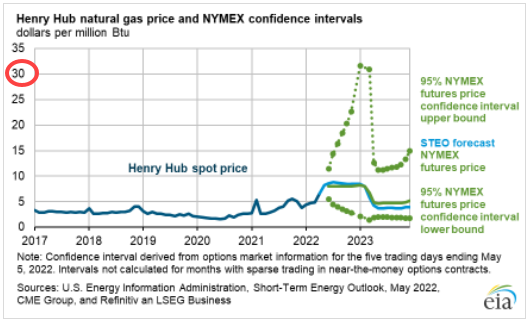 Henry Hub natural gas price and NYMEX confidence intervals
dollars per million Btu
35
30
25
20
15
10
5
0
2017
2018
2019
2020
2021
2022
2023
Henry Hub spot price
95% NYMEX
futures price
confidence interval
upper bound
STEO forecast
NYMEX
futures price
95% NYMEX
futures price
confidence interval
lower bound
Note: Confidence interval derived from options market information for the five trading days ending May
5, 2022. Intervals not calculated for months with sparse trading in near-the-money options contracts.
Sources: U.S. Energy Information Administration, Short-Term Energy Outlook, May 2022,
CME Group, and Refinitiv an LSEG Business
eia